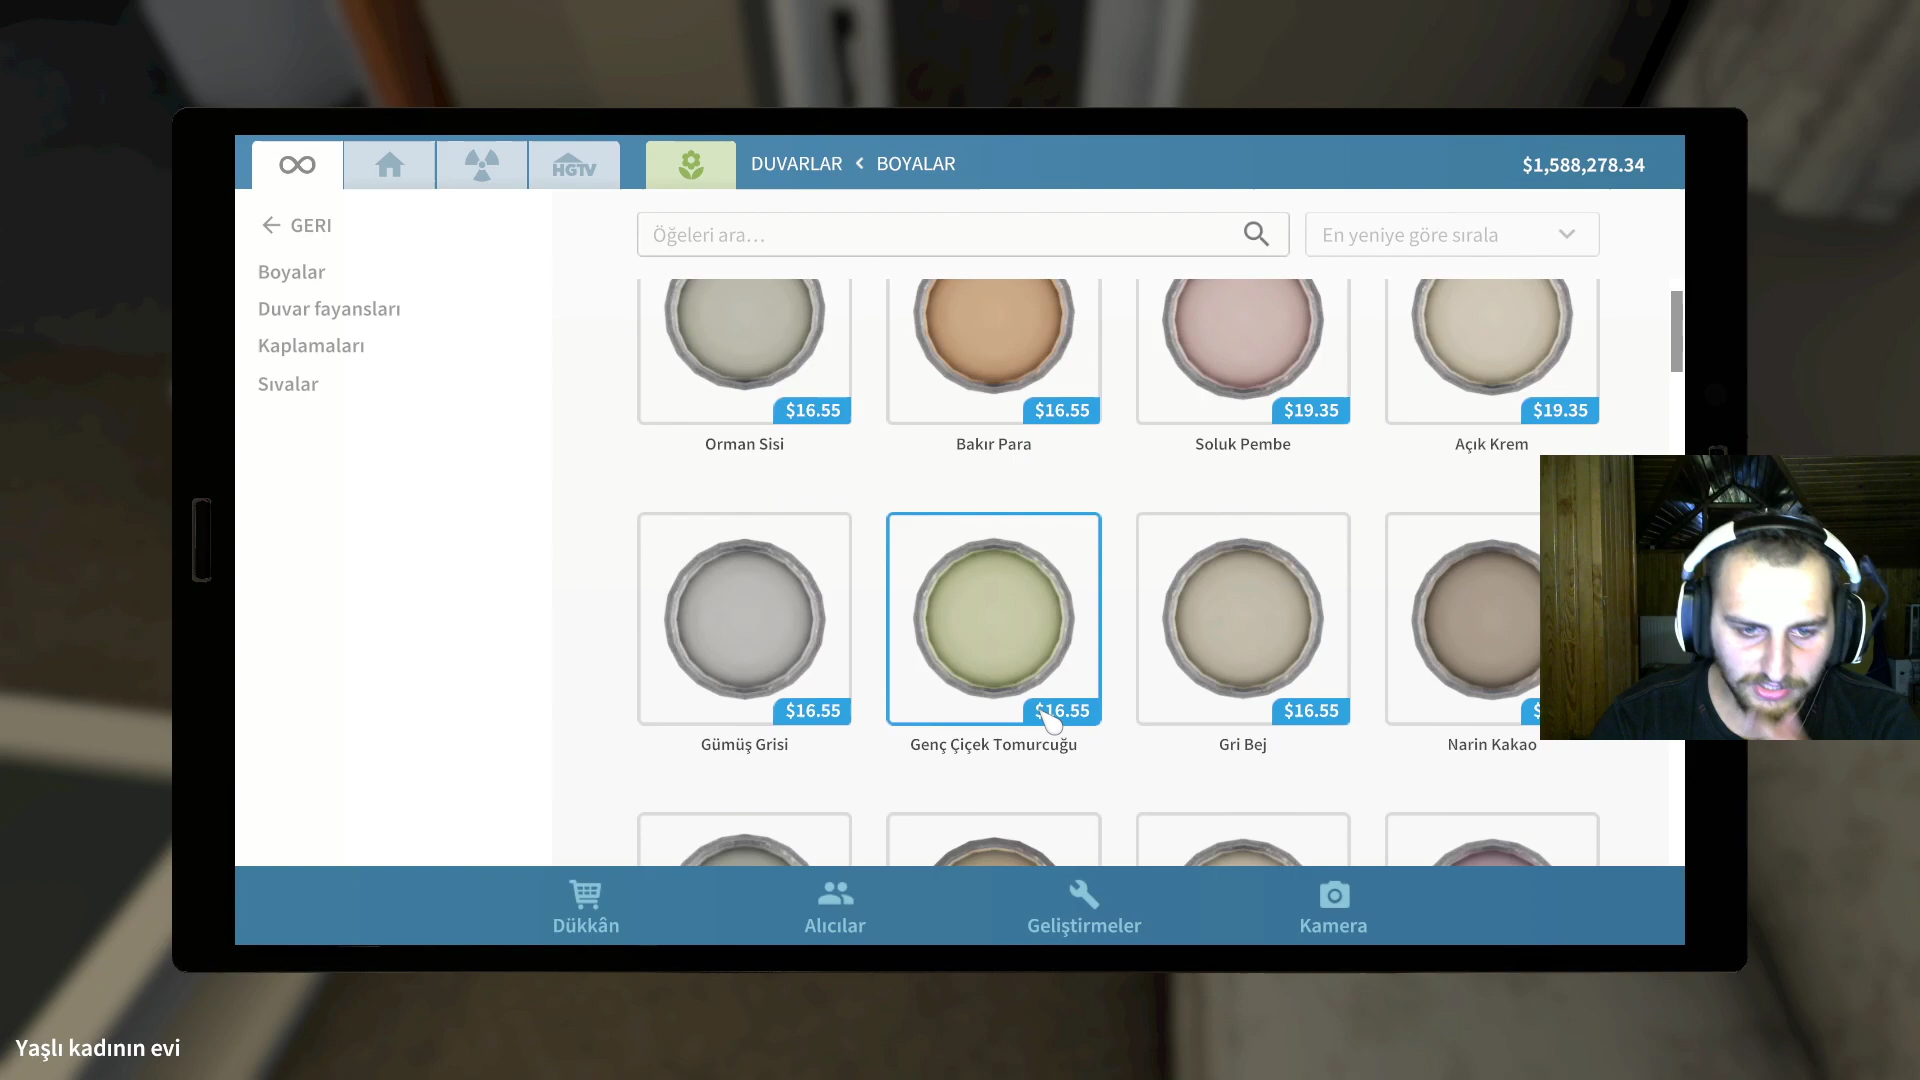 HGTV
DUVARLAR < BOYALAR
$1,588,278.34
← GERI
Boyalar
Duvar fayansları
Kaplamaları
Sıvalar
Öğeleri ara...
En yeniye göre sırala
$16.55
$16.55
$19.35
$19.35
Orman Sisi
Bakır Para
Soluk Pembe
Açık Krem
$16.55
$16.55
$16.55
Gümüş Grisi
Genç Çiçek Tomurcuğu
Gri Bej
Narin Kakao
Dükkân
Alıcılar
Geliştirmeler
Kamera
Yaşlı kadının evi